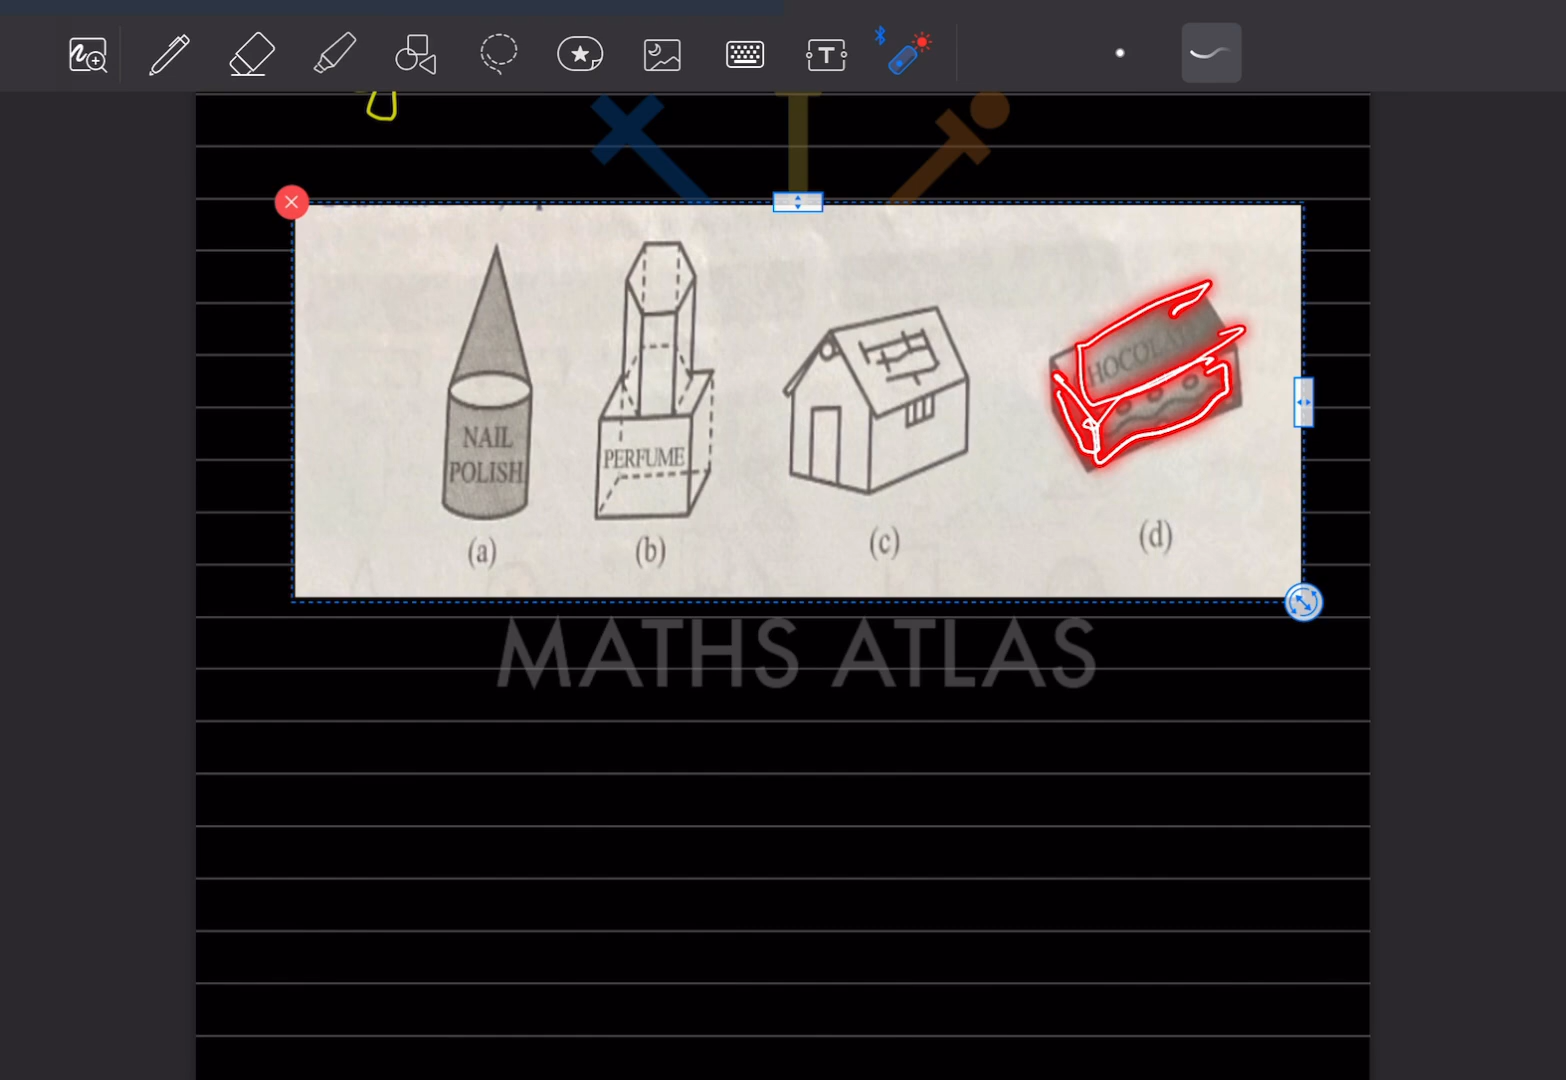 NAIL
POLISH
PERFUME
HOCOLA
(a)
(b)
(c)
(d)
MATHS ATLAS